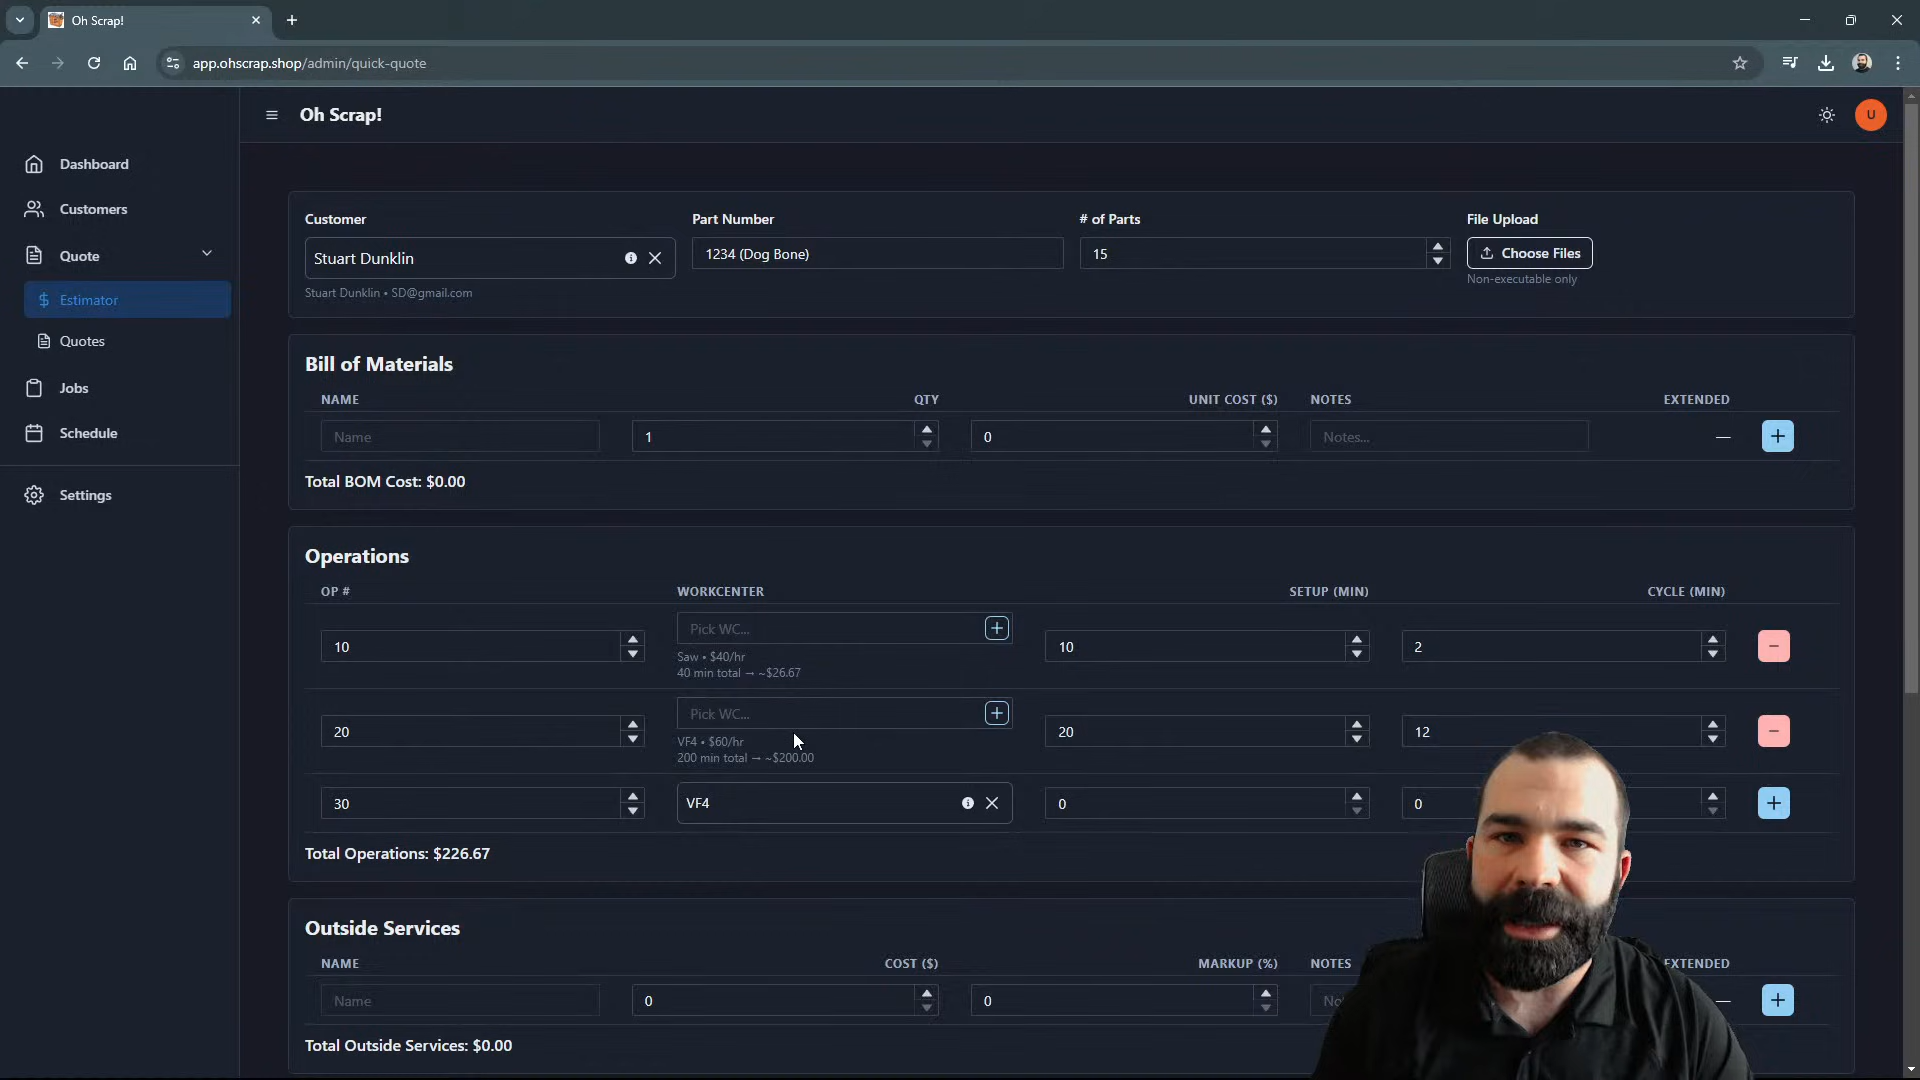 Oh Scrap!
app.ohscrap.shop/admin/quick-quote
Oh Scrap!
U
Dashboard
Customers
Quote
Estimator
Quotes
Jobs
Schedule
Settings
Customer
Part Number
# of Parts
File Upload
Stuart Dunklin
1234 (Dog Bone)
15
Choose Files
Stuart Dunklin • SD@gmail.com
Non-executable only
Bill of Materials
NAME QTY UNIT COST ($) NOTES EXTENDED
Name 1 0 Notes... —
Total BOM Cost: $0.00
Operations
OP # WORKCENTER SETUP (MIN) CYCLE (MIN)
10 Pick WC... 10 2
Saw • $40/hr
40 min total → ~$26.67
20 Pick WC... 20 12
VF4 • $60/hr
200 min total → ~$200.00
30 VF4 0 0
Total Operations: $226.67
Outside Services
NAME COST ($) MARKUP (%) NOTES EXTENDED
Name 0 0 —
Total Outside Services: $0.00